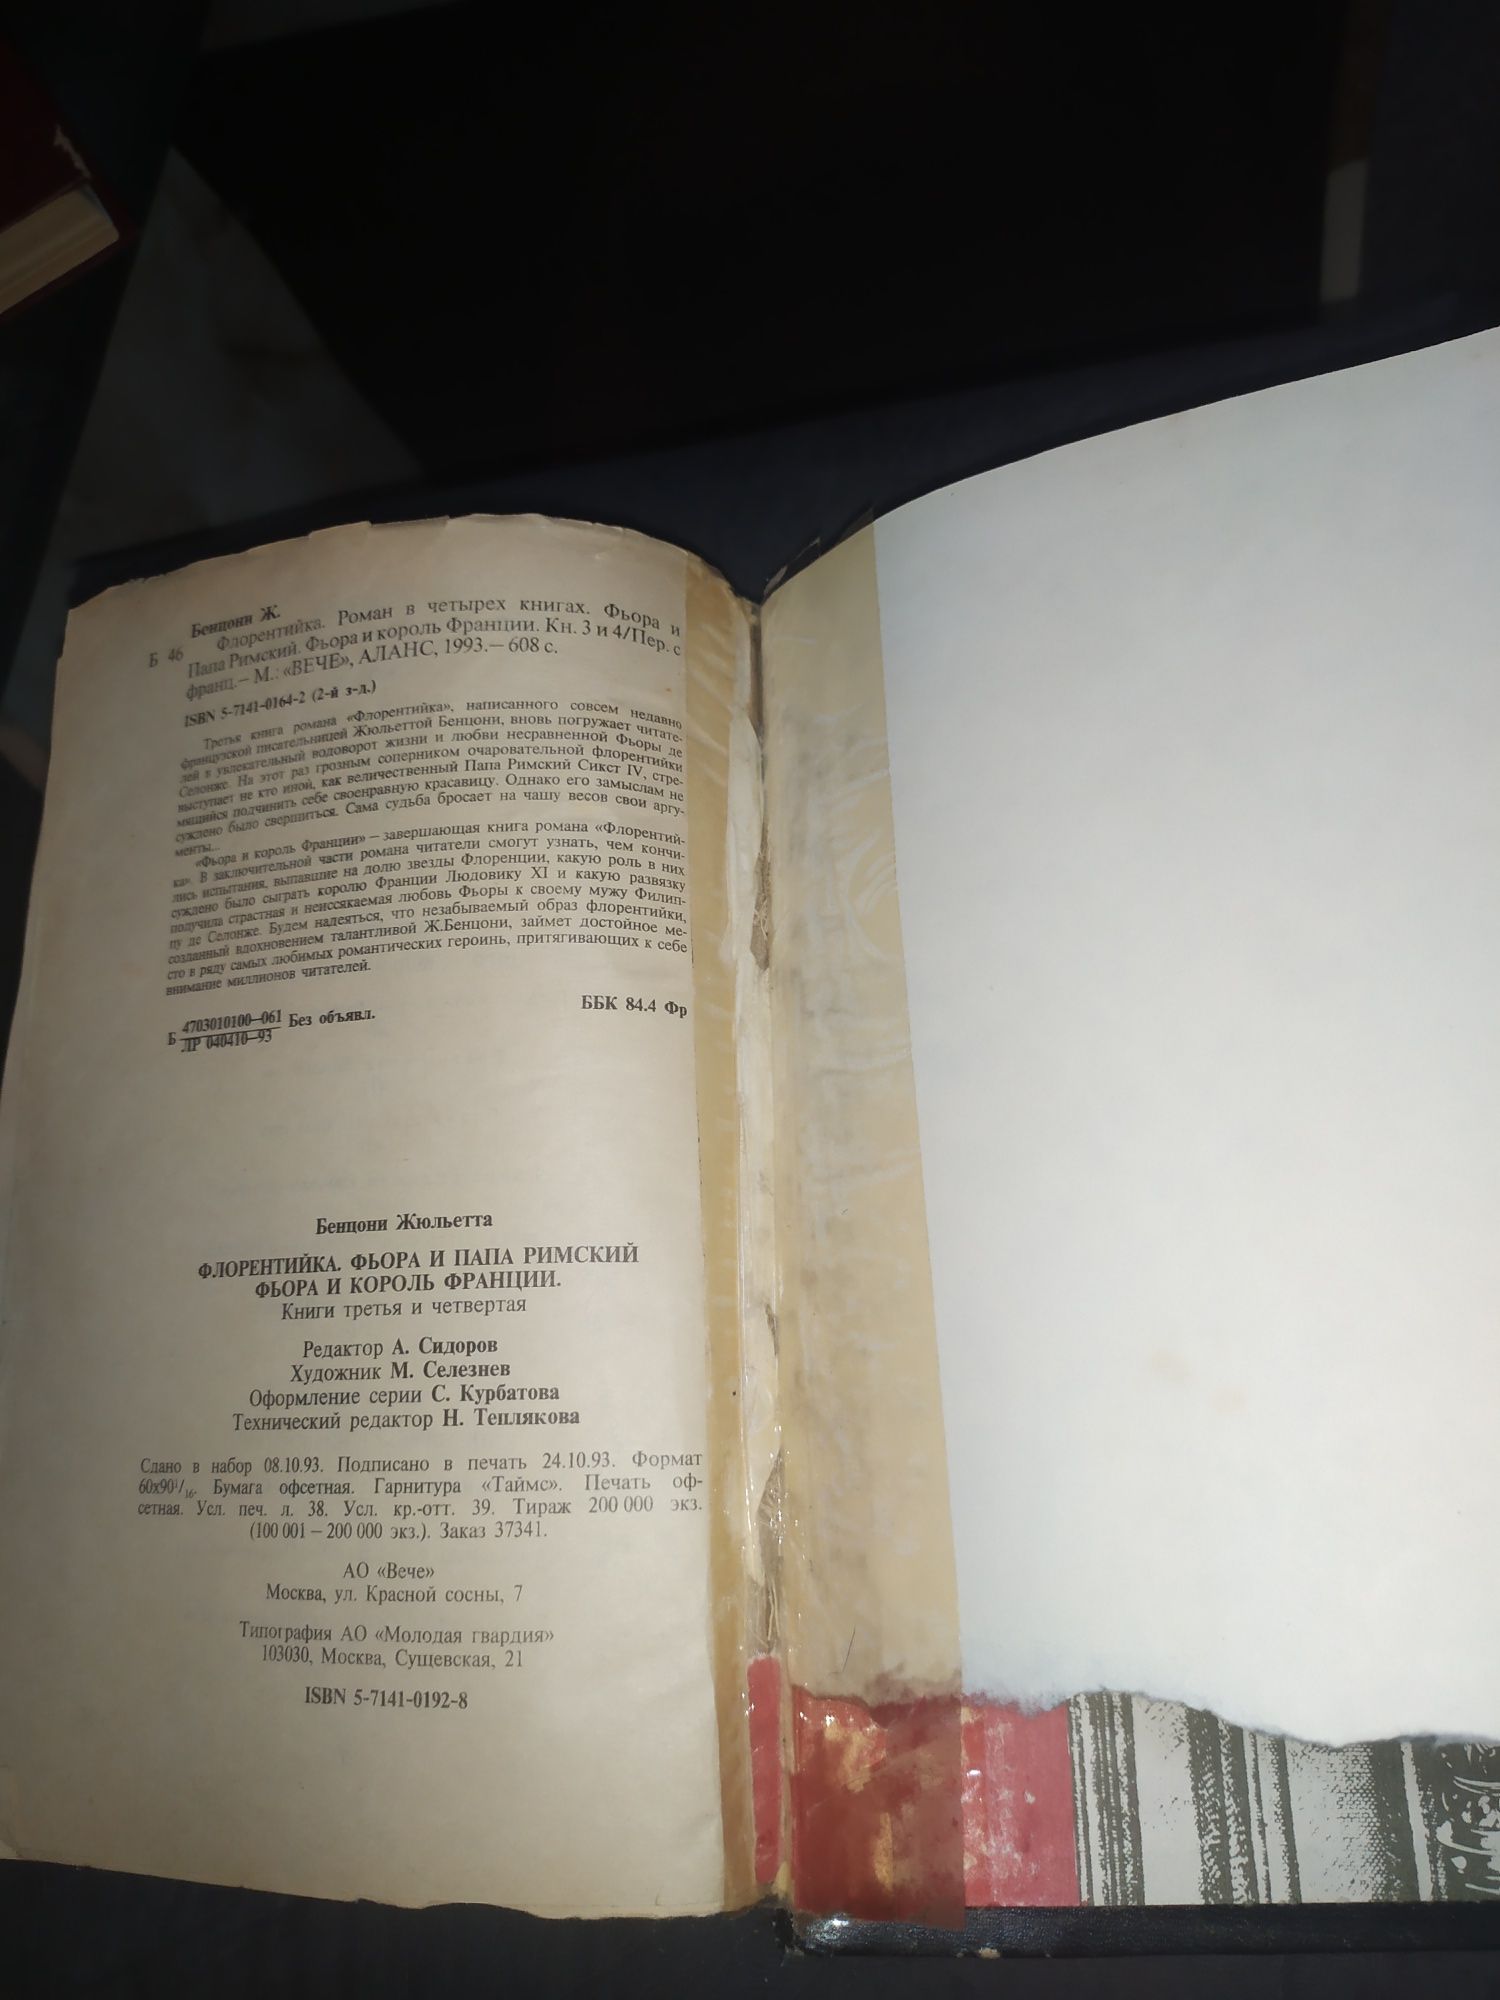 Бенцони Ж.
Б 46 Флорентийка. Роман в четырех книгах. Фьора и
Папа Римский. Фьора и король Франции. Кн. 3 и 4/Пер. с
франц.— М.: «ВЕЧЕ», АЛАНС, 1993.— 608 с.
ISBN 5-7141-0164-2 (2-й з-д.)
Третья книга романа «Флорентийка», написанного совсем недавно
французской писательницей Жюльеттой Бенцони, вновь погружает читате-
лей в увлекательный водоворот жизни и любви несравненной Фьоры де
Селонже. На этот раз грозным соперником очаровательной флорентийки
выступает не кто иной, как величественный Папа Римский Сикст IV, стре-
мящийся подчинить себе своенравную красавицу. Однако его замыслам не
суждено было свершиться. Сама судьба бросает на чашу весов свои аргу-
менты...
«Фьора и король Франции» — завершающая книга романа «Флорентий-
ка». В заключительной части романа читатели смогут узнать, чем кончи-
лись испытания, выпавшие на долю звезды Флоренции, какую роль в них
суждено было сыграть королю Франции Людовику XI и какую развязку
получила страстная и неиссякаемая любовь Фьоры к своему мужу Филип-
пу де Селонже. Будем надеяться, что незабываемый образ флорентийки,
созданный вдохновением талантливой Ж.Бенцони, займет достойное ме-
сто в ряду самых любимых романтических героинь, притягивающих к себе
внимание миллионов читателей.
Б 4703010100—061 Без объявл. ББК 84.4 Фр
ЛР 040410—93
Бенцони Жюльетта
ФЛОРЕНТИЙКА. ФЬОРА И ПАПА РИМСКИЙ
ФЬОРА И КОРОЛЬ ФРАНЦИИ.
Книги третья и четвертая
Редактор А. Сидоров
Художник М. Селезнев
Оформление серии С. Курбатова
Технический редактор Н. Теплякова
Сдано в набор 08.10.93. Подписано в печать 24.10.93. Формат
60х90¹/₁₆. Бумага офсетная. Гарнитура «Таймс». Печать оф-
сетная. Усл. печ. л. 38. Усл. кр.-отт. 39. Тираж 200 000 экз.
(100 001 — 200 000 экз.). Заказ 37341.
АО «Вече»
Москва, ул. Красной сосны, 7
Типография АО «Молодая гвардия»
103030, Москва, Сущевская, 21
ISBN 5-7141-0192-8